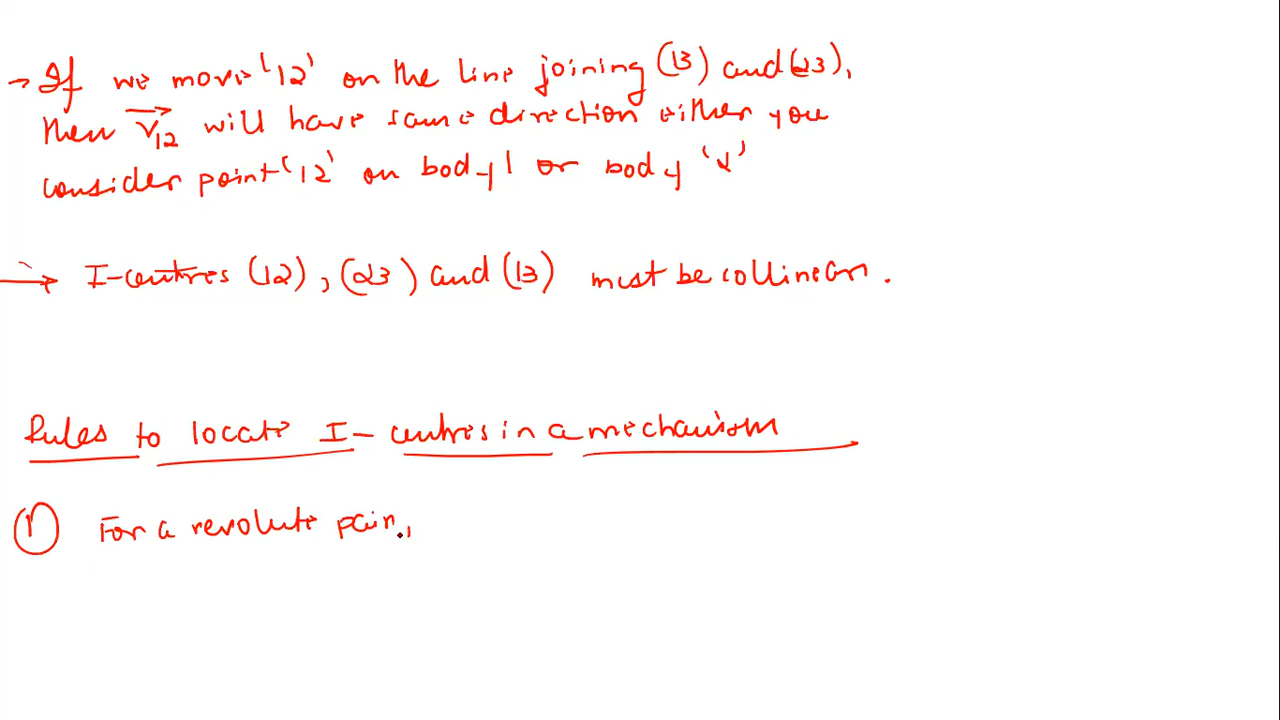 → If we move '12' on the line joining (13) and (23),
then V12 will have same direction either you
consider point '12' on body 1 or body '2'
→ I-centres (12), (23) and (13) must be collinear.
Rules to locate I-centres in a mechanism
① For a revolute pair,